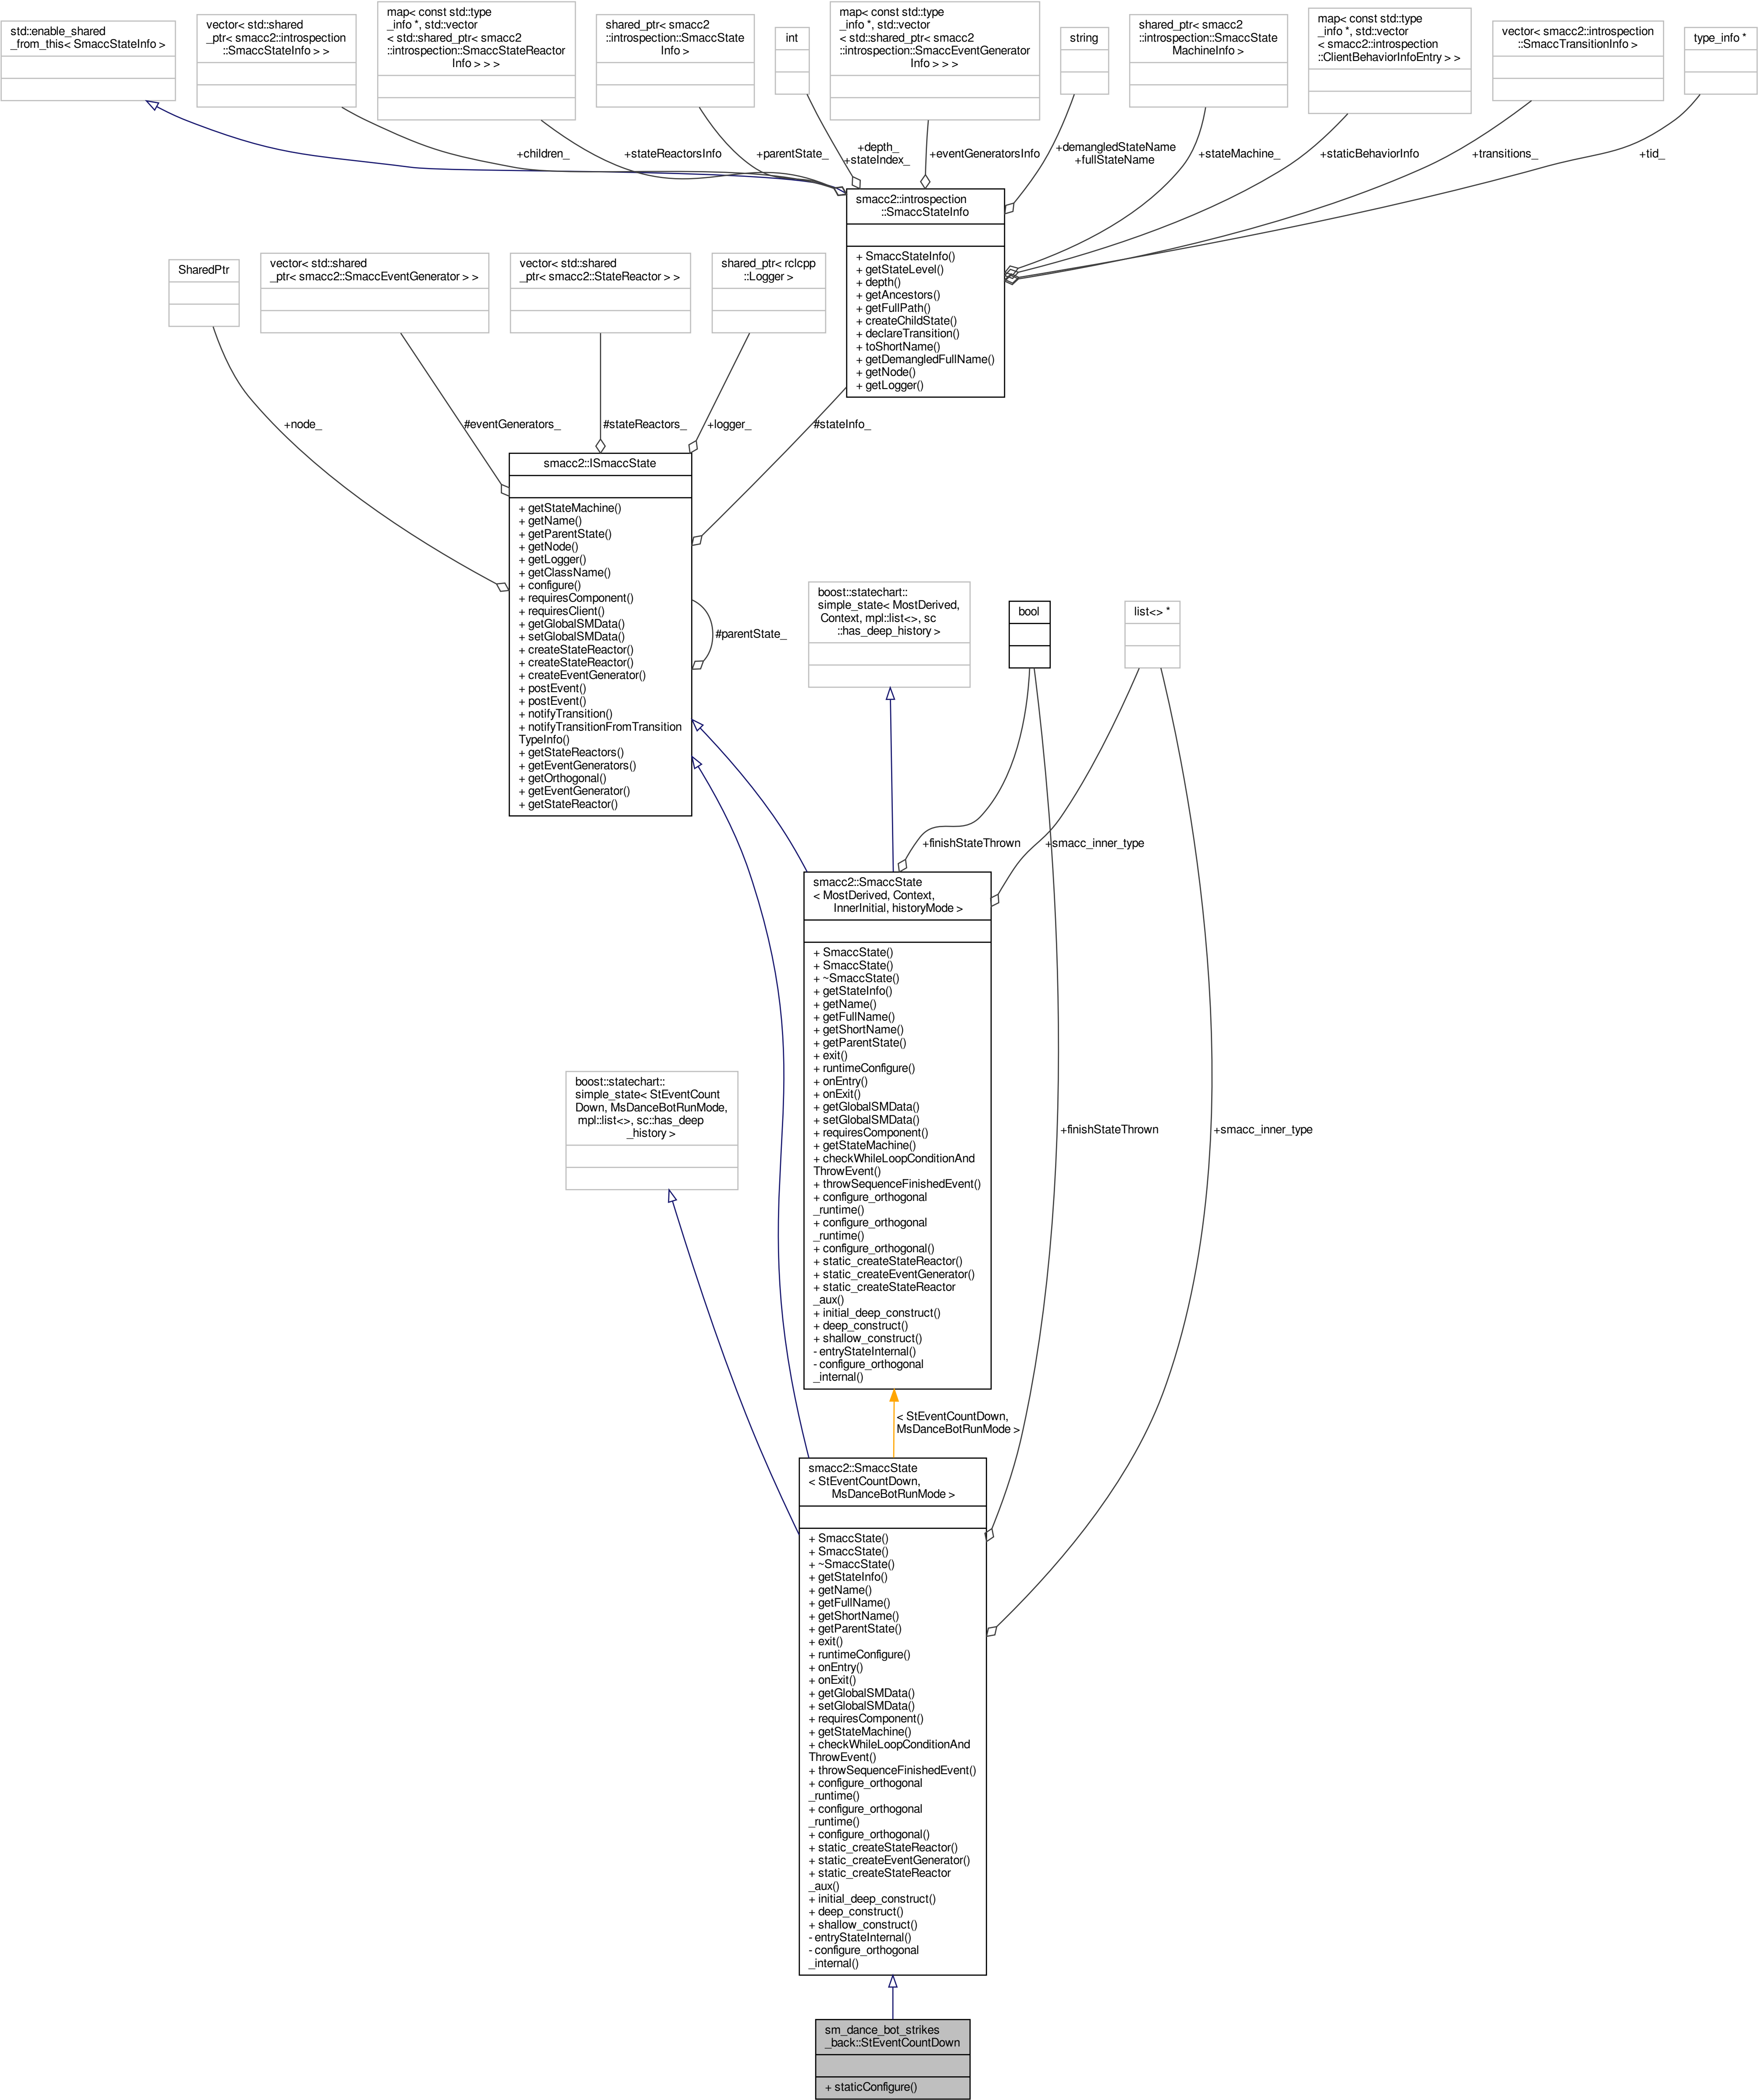 std::enable_shared
_from_this< SmaccStateInfo >
vector< std::shared
_ptr< smacc2::introspection
::SmaccStateInfo > >
map< const std::type
_info *, std::vector
< std::shared_ptr< smacc2
::introspection::SmaccStateReactor
Info > > >
shared_ptr< smacc2
::introspection::SmaccState
Info >
int
map< const std::type
_info *, std::vector
< std::shared_ptr< smacc2
::introspection::SmaccEventGenerator
Info > > >
string
shared_ptr< smacc2
::introspection::SmaccState
MachineInfo >
map< const std::type
_info *, std::vector
< smacc2::introspection
::ClientBehaviorInfoEntry > >
vector< smacc2::introspection
::SmaccTransitionInfo >
type_info *
+children_
+stateReactorsInfo
+parentState_
+depth_
+stateIndex_
+eventGeneratorsInfo
+demangledStateName
+fullStateName
+stateMachine_
+staticBehaviorInfo
+transitions_
+tid_
smacc2::introspection
::SmaccStateInfo
+ SmaccStateInfo()
+ getStateLevel()
+ depth()
+ getAncestors()
+ getFullPath()
+ createChildState()
+ declareTransition()
+ toShortName()
+ getDemangledFullName()
+ getNode()
+ getLogger()
SharedPtr
vector< std::shared
_ptr< smacc2::SmaccEventGenerator > >
vector< std::shared
_ptr< smacc2::StateReactor > >
shared_ptr< rclcpp
::Logger >
+node_
#eventGenerators_
#stateReactors_
+logger_
#stateInfo_
smacc2::ISmaccState
+ getStateMachine()
+ getName()
+ getParentState()
+ getNode()
+ getLogger()
+ getClassName()
+ configure()
+ requiresComponent()
+ requiresClient()
+ getGlobalSMData()
+ setGlobalSMData()
+ createStateReactor()
+ createStateReactor()
+ createEventGenerator()
+ postEvent()
+ postEvent()
+ notifyTransition()
+ notifyTransitionFromTransition
TypeInfo()
+ getStateReactors()
+ getEventGenerators()
+ getOrthogonal()
+ getEventGenerator()
+ getStateReactor()
#parentState_
boost::statechart::
simple_state< MostDerived,
Context, mpl::list<>, sc
::has_deep_history >
bool
list<> *
+finishStateThrown
+smacc_inner_type
smacc2::SmaccState
< MostDerived, Context,
InnerInitial, historyMode >
+ SmaccState()
+ SmaccState()
+ ~SmaccState()
+ getStateInfo()
+ getName()
+ getFullName()
+ getShortName()
+ getParentState()
+ exit()
+ runtimeConfigure()
+ onEntry()
+ onExit()
+ getGlobalSMData()
+ setGlobalSMData()
+ requiresComponent()
+ getStateMachine()
+ checkWhileLoopConditionAnd
ThrowEvent()
+ throwSequenceFinishedEvent()
+ configure_orthogonal
_runtime()
+ configure_orthogonal
_runtime()
+ configure_orthogonal()
+ static_createStateReactor()
+ static_createEventGenerator()
+ static_createStateReactor
_aux()
+ initial_deep_construct()
+ deep_construct()
+ shallow_construct()
- entryStateInternal()
- configure_orthogonal
_internal()
boost::statechart::
simple_state< StEventCount
Down, MsDanceBotRunMode,
mpl::list<>, sc::has_deep
_history >
+finishStateThrown
+smacc_inner_type
< StEventCountDown,
MsDanceBotRunMode >
smacc2::SmaccState
< StEventCountDown,
MsDanceBotRunMode >
+ SmaccState()
+ SmaccState()
+ ~SmaccState()
+ getStateInfo()
+ getName()
+ getFullName()
+ getShortName()
+ getParentState()
+ exit()
+ runtimeConfigure()
+ onEntry()
+ onExit()
+ getGlobalSMData()
+ setGlobalSMData()
+ requiresComponent()
+ getStateMachine()
+ checkWhileLoopConditionAnd
ThrowEvent()
+ throwSequenceFinishedEvent()
+ configure_orthogonal
_runtime()
+ configure_orthogonal
_runtime()
+ configure_orthogonal()
+ static_createStateReactor()
+ static_createEventGenerator()
+ static_createStateReactor
_aux()
+ initial_deep_construct()
+ deep_construct()
+ shallow_construct()
- entryStateInternal()
- configure_orthogonal
_internal()
sm_dance_bot_strikes
_back::StEventCountDown
+ staticConfigure()